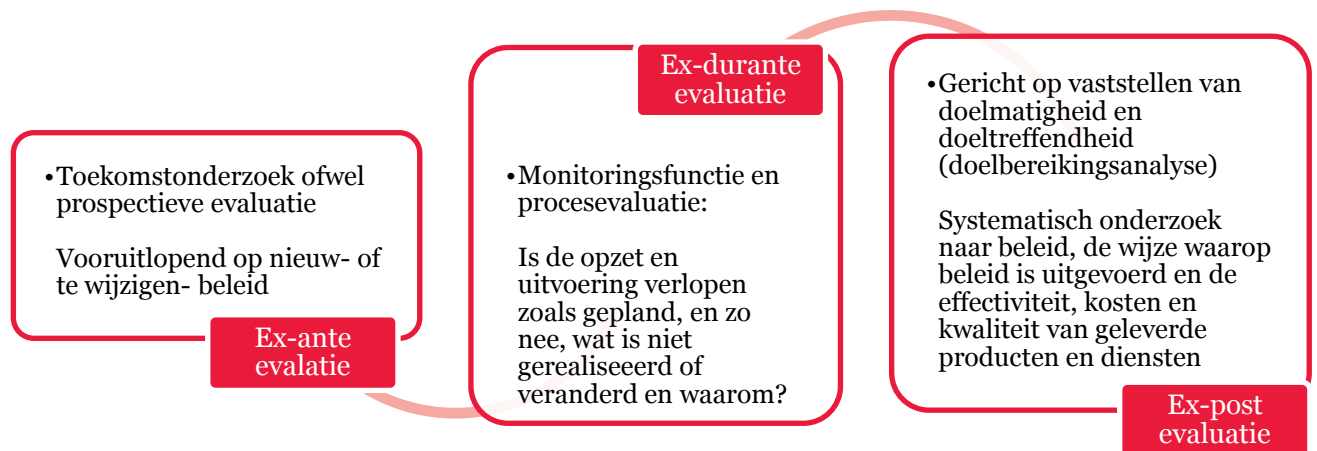 •Toekomstonderzoek ofwel
prospectieve evaluatie
Vooruitlopend op nieuw- of
te wijzigen- beleid
Ex-ante
evalatie
Ex-durante
evaluatie
•Monitoringsfunctie en
procesevaluatie:
Is de opzet en
uitvoering verlopen
zoals gepland, en zo
nee, wat is niet
gerealiseeerd of
veranderd en waarom?
•Gericht op vaststellen van
doelmatigheid en
doeltreffendheid
(doelbereikingsanalyse)
Systematisch onderzoek
naar beleid, de wijze waarop
beleid is uitgevoerd en de
effectiviteit, kosten en
kwaliteit van geleverde
producten en diensten
Ex-post
evaluatie